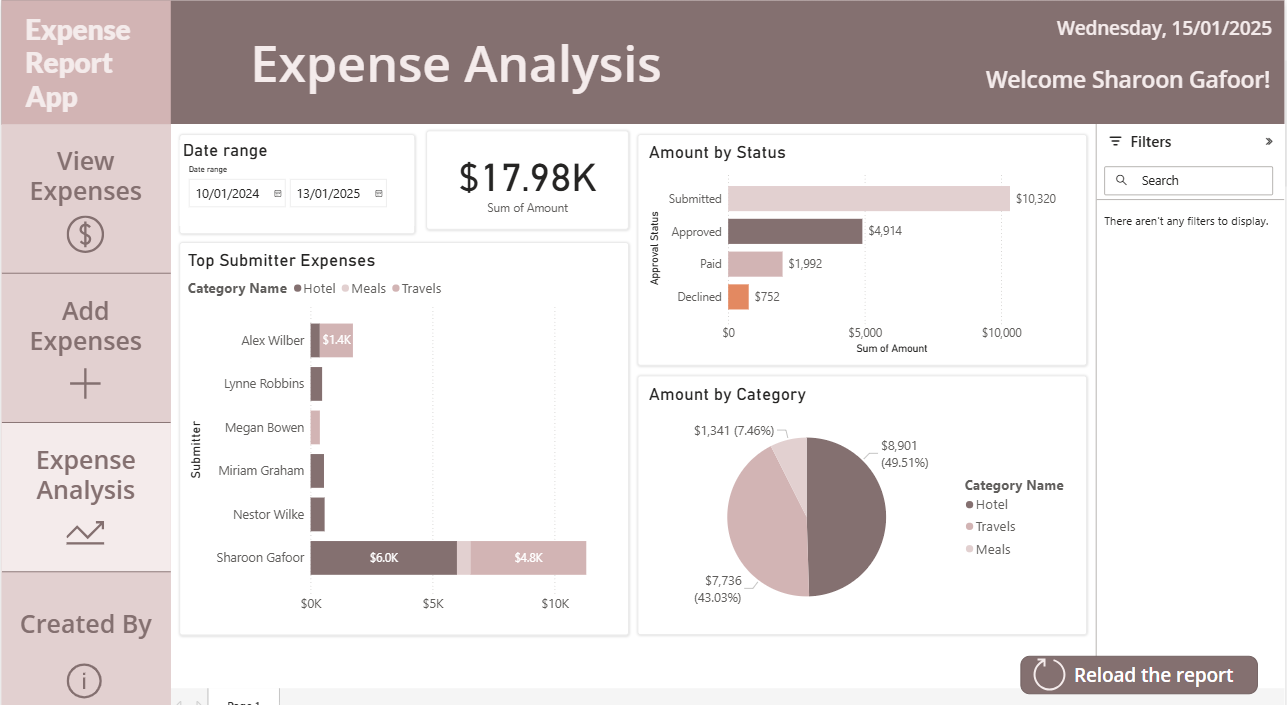 Expense
Report
App
View
Expenses
Add
Expenses
Expense
Analysis
Created By
Expense Analysis
Wednesday, 15/01/2025
Welcome Sharoon Gafoor!
Date range
Date range
10/01/2024 13/01/2025
$17.98K
Sum of Amount
Top Submitter Expenses
Category Name Hotel Meals Travels
Submitter
Alex Wilber $1.4K
Lynne Robbins
Megan Bowen
Miriam Graham
Nestor Wilke
Sharoon Gafoor $6.0K $4.8K
$0K $5K $10K
Amount by Status
Approval Status
Submitted $10,320
Approved $4,914
Paid $1,992
Declined $752
$0 $5,000 $10,000
Sum of Amount
Amount by Category
$1,341 (7.46%)
$8,901
(49.51%)
$7,736
(43.03%)
Category Name
Hotel
Travels
Meals
Filters
Search
There aren't any filters to display.
Reload the report
Page 1